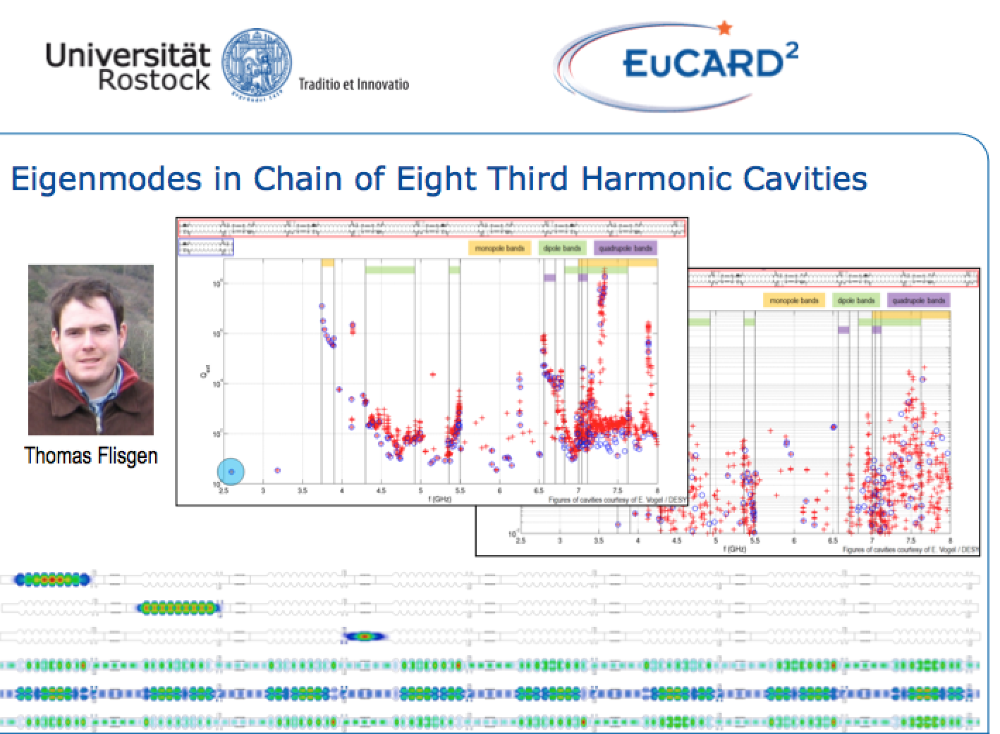 Universität
Rostock
Traditio et Innovatio
EuCARD²
Eigenmodes in Chain of Eight Third Harmonic Cavities
monopole bands
dipole bands
quadrupole bands
2.5 3 3.5 4 4.5 5 5.5 6 6.5 7 7.5 8
f (GHz)
Figures of cavities courtesy of E. Vogel / DESY
Thomas Flisgen
monopole bands
dipole bands
quadrupole bands
2.5 3 3.5 4 4.5 5 5.5 6 6.5 7 7.5 8
f (GHz)
Figures of cavities courtesy of E. Vogel / DESY